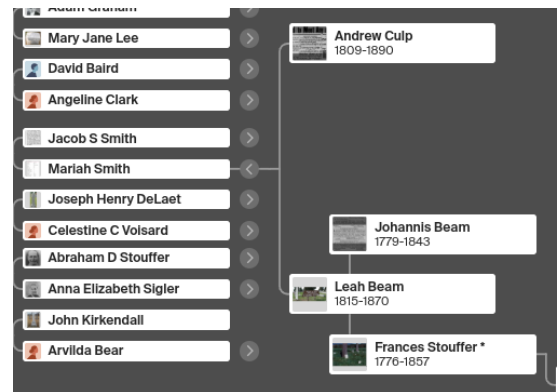 Adam Graham
Mary Jane Lee
David Baird
Angeline Clark
Jacob S Smith
Mariah Smith
Joseph Henry DeLaet
Celestine C Voisard
Abraham D Stouffer
Anna Elizabeth Sigler
John Kirkendall
Arvilda Bear
Andrew Culp
1809-1890
Johannis Beam
1779-1843
Leah Beam
1815-1870
Frances Stouffer *
1776-1857